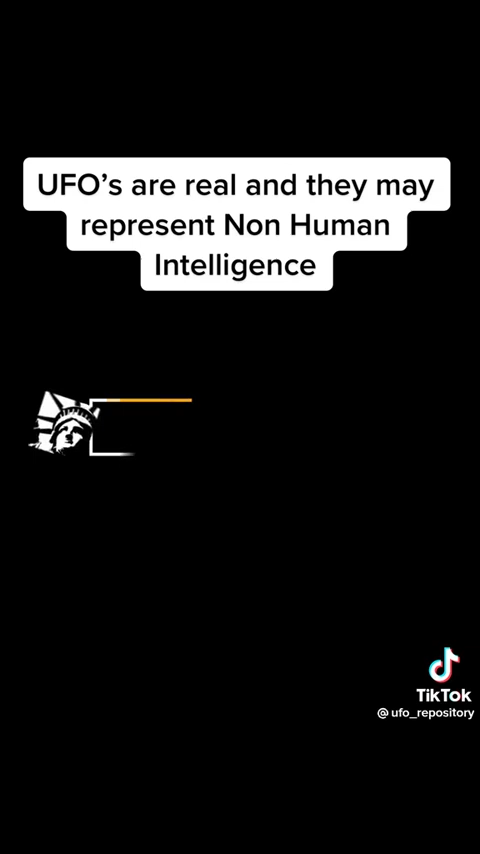 UFO’s are real and they may
represent Non Human
Intelligence
TikTok
@ ufo_repository